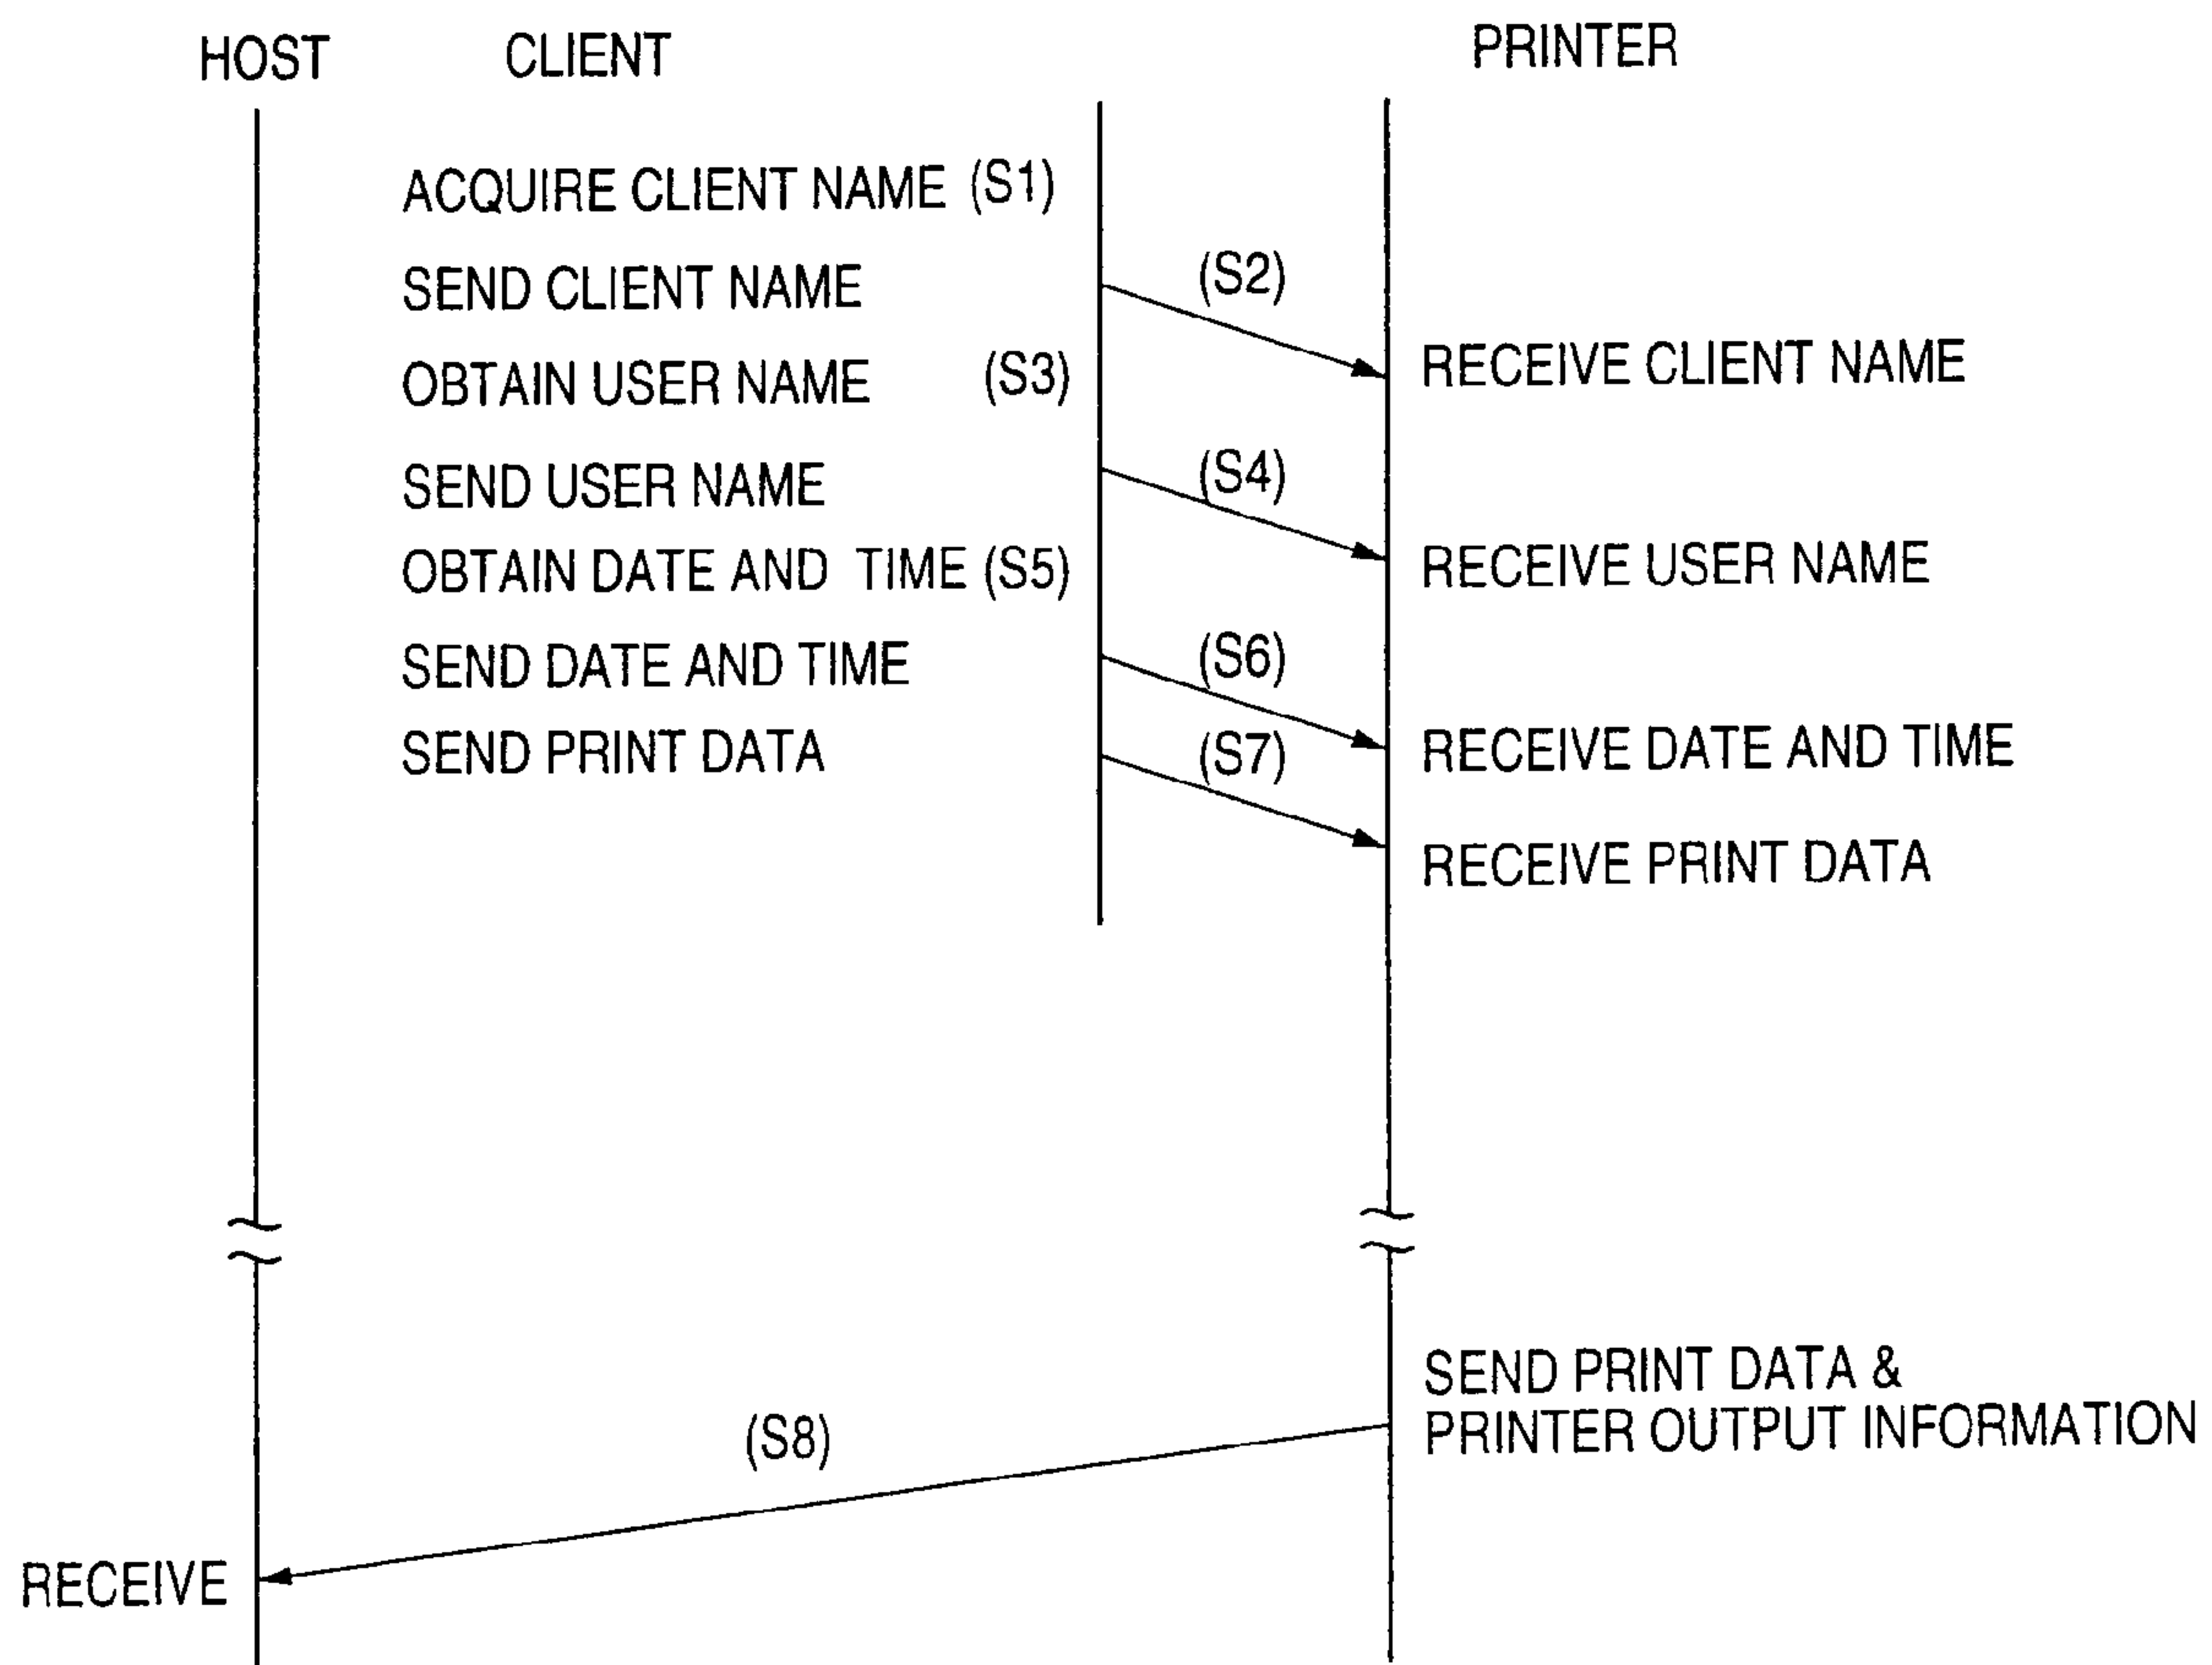 HOST CLIENT PRINTER
ACQUIRE CLIENT NAME (S1)
SEND CLIENT NAME (S2)
RECEIVE CLIENT NAME
OBTAIN USER NAME (S3)
SEND USER NAME (S4)
RECEIVE USER NAME
OBTAIN DATE AND TIME (S5)
SEND DATE AND TIME (S6)
RECEIVE DATE AND TIME
SEND PRINT DATA (S7)
RECEIVE PRINT DATA
SEND PRINT DATA &
PRINTER OUTPUT INFORMATION
(S8)
RECEIVE